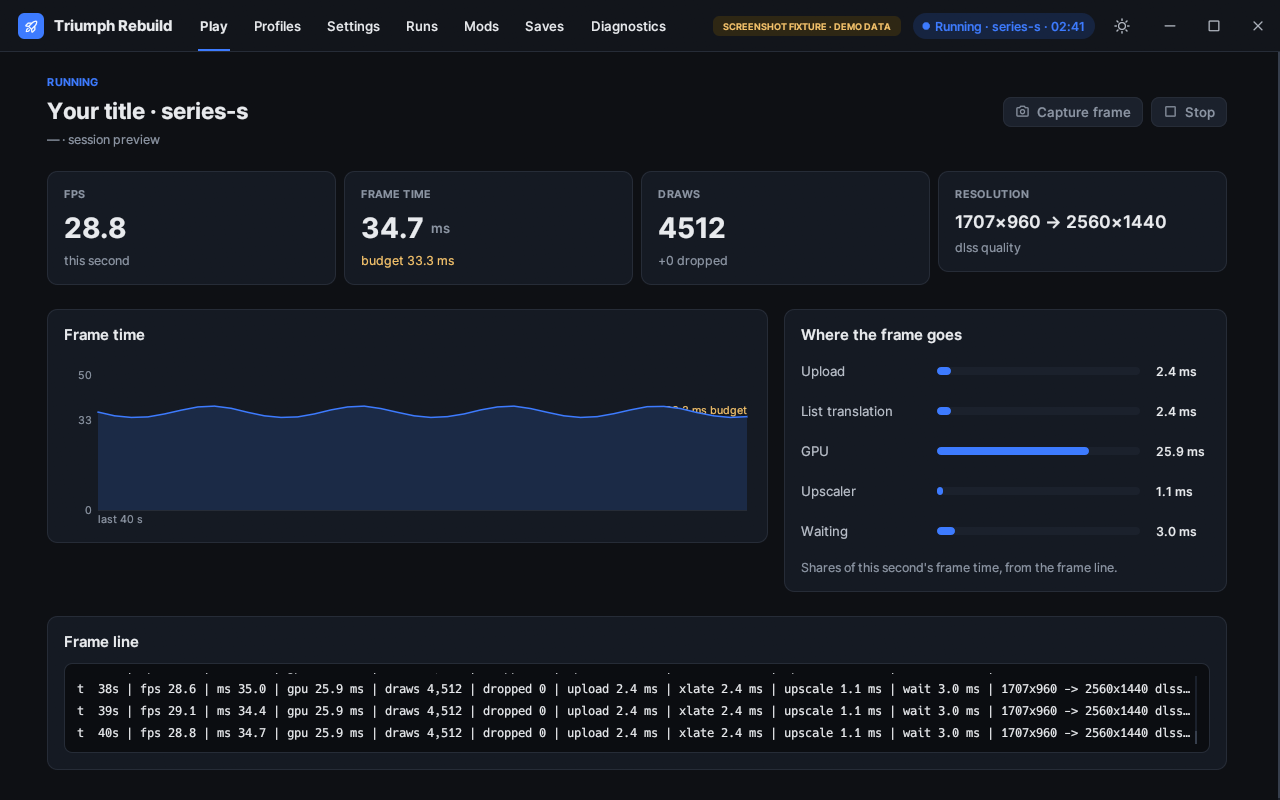 Triumph Rebuild Play Profiles Settings Runs Mods Saves Diagnostics SCREENSHOT FIXTURE · DEMO DATA Running · series-s · 02:41
RUNNING
Your title · series-s
Capture frame Stop
— · session preview
FPS
28.8
this second
FRAME TIME
34.7 ms
budget 33.3 ms
DRAWS
4512
+0 dropped
RESOLUTION
1707×960 → 2560×1440
dlss quality
Frame time
50
ms budget
33
0
last 40 s
Where the frame goes
Upload 2.4 ms
List translation 2.4 ms
GPU 25.9 ms
Upscaler 1.1 ms
Waiting 3.0 ms
Shares of this second's frame time, from the frame line.
Frame line
t 38s | fps 28.6 | ms 35.0 | gpu 25.9 ms | draws 4,512 | dropped 0 | upload 2.4 ms | xlate 2.4 ms | upscale 1.1 ms | wait 3.0 ms | 1707x960 -> 2560x1440 dlss…
t 39s | fps 29.1 | ms 34.4 | gpu 25.9 ms | draws 4,512 | dropped 0 | upload 2.4 ms | xlate 2.4 ms | upscale 1.1 ms | wait 3.0 ms | 1707x960 -> 2560x1440 dlss…
t 40s | fps 28.8 | ms 34.7 | gpu 25.9 ms | draws 4,512 | dropped 0 | upload 2.4 ms | xlate 2.4 ms | upscale 1.1 ms | wait 3.0 ms | 1707x960 -> 2560x1440 dlss…